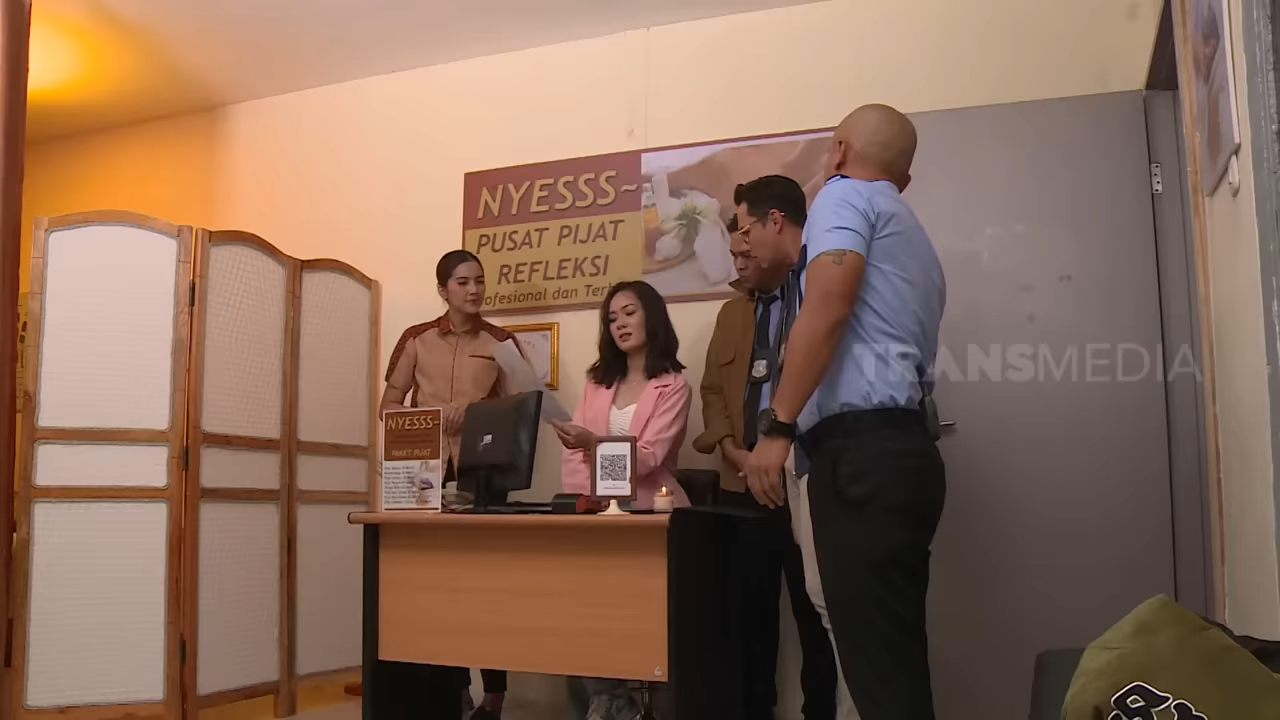 NYESSS~
PUSAT PIJAT
REFLEKSI
ofesional dan Ter
TRANSMEDIA
NYESSS~
PAKET PIJAT